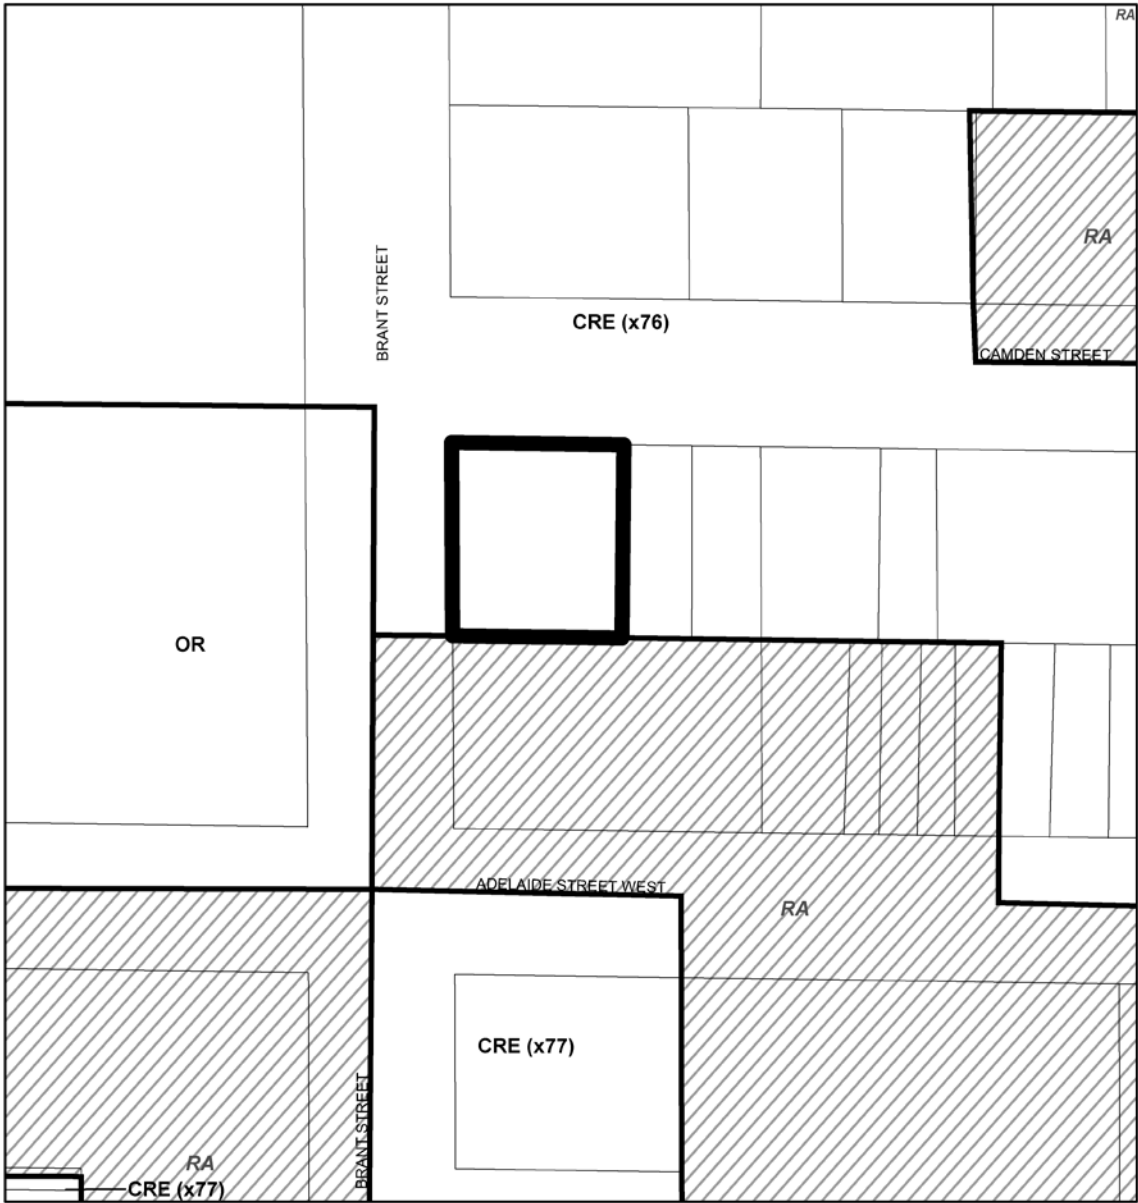 RA
BRANT STREET
RA
CRE (x76)
CAMDEN STREET
OR
ADELAIDE STREET WEST
RA
CRE (x77)
BRANT STREET
RA
CRE (x77)